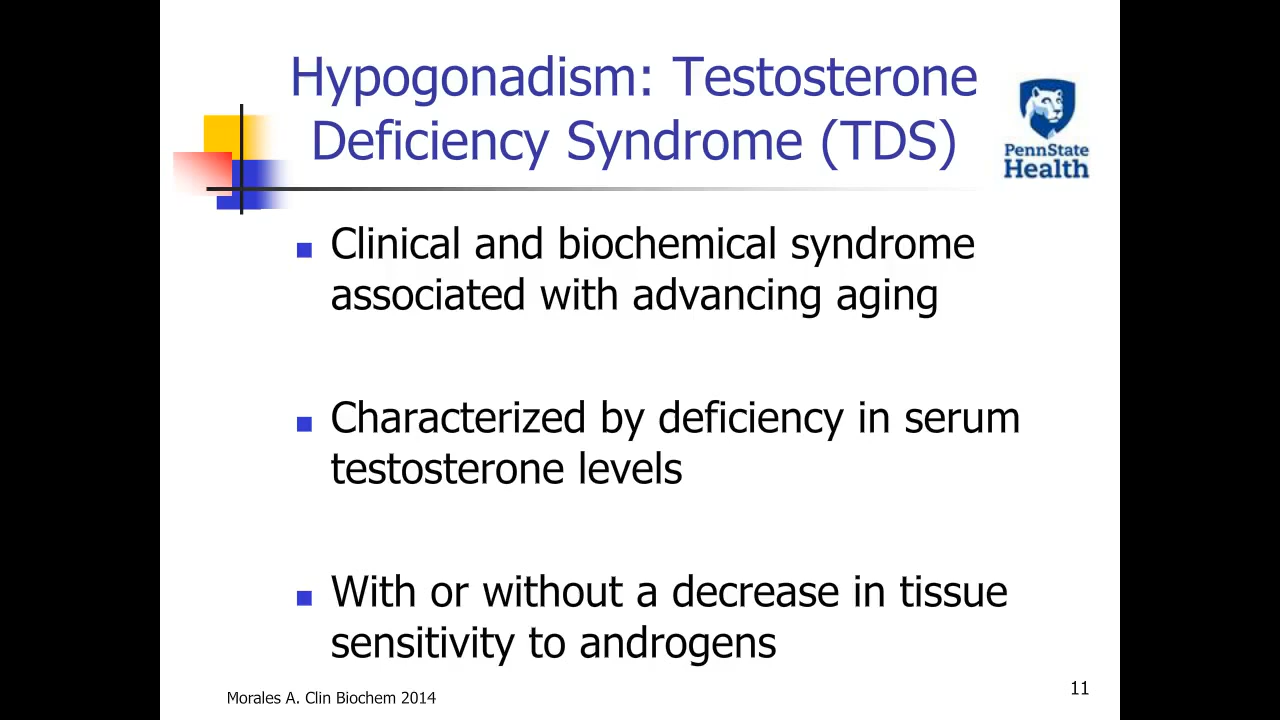 Hypogonadism: Testosterone
Deficiency Syndrome (TDS)
PennState
Health
Clinical and biochemical syndrome
associated with advancing aging
Characterized by deficiency in serum
testosterone levels
With or without a decrease in tissue
sensitivity to androgens
Morales A. Clin Biochem 2014
11